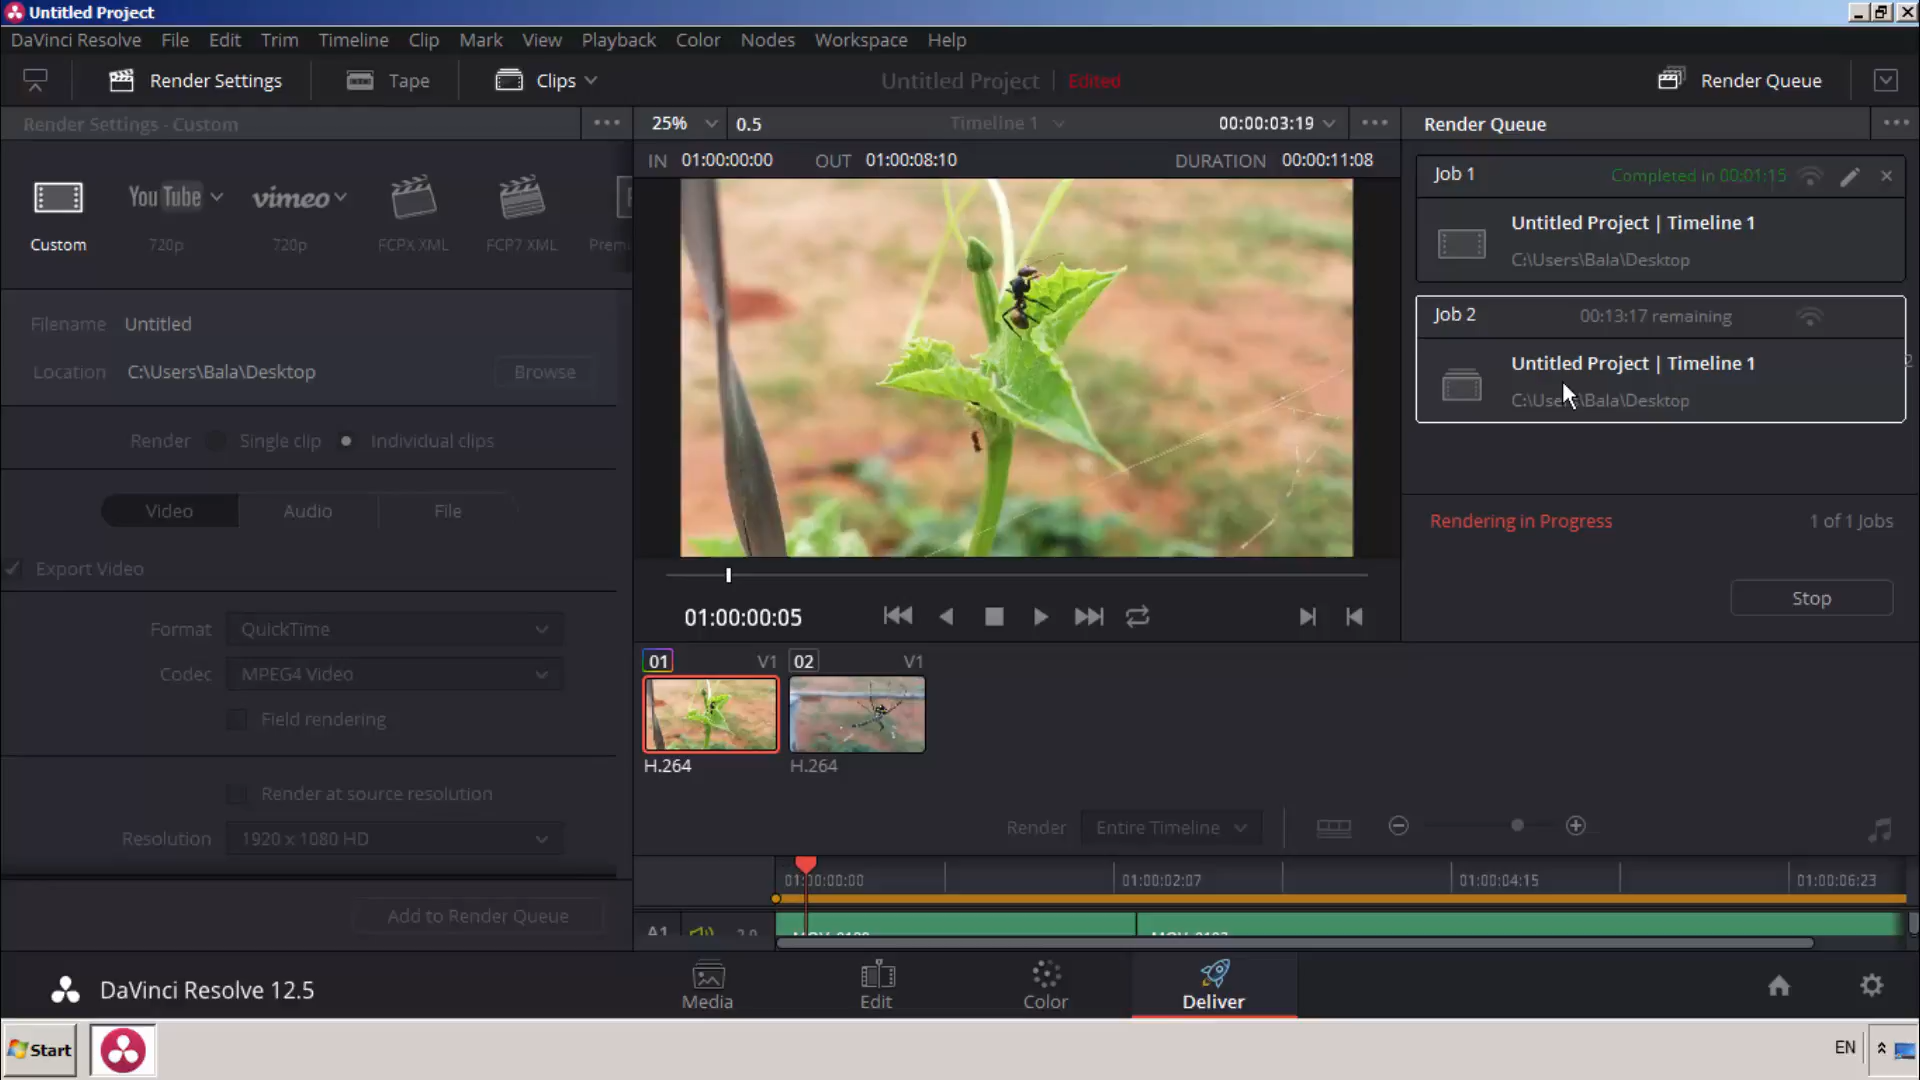 Untitled Project
DaVinci Resolve File Edit Trim Timeline Clip Mark View Playback Color Nodes Workspace Help
Render Settings Tape Clips Untitled Project Edited Render Queue
Render Settings - Custom
25% 0.5 Timeline 1 00:00:03:19
Render Queue
IN 01:00:00:00 OUT 01:00:08:10 DURATION 00:00:11:08
You Tube vimeo
Custom 720p 720p FCPX XML FCP7 XML
Job 1 Completed in 00:01:15
Untitled Project | Timeline 1
C:\Users\Bala\Desktop
Job 2 00:13:17 remaining
Untitled Project | Timeline 1
C:\Users\Bala\Desktop
Filename Untitled
Location C:\Users\Bala\Desktop Browse
Render Single clip Individual clips
Video Audio File
Export Video
Format QuickTime
Codec MPEG4 Video
Field rendering
Render at source resolution
Resolution 1920 x 1080 HD
Add to Render Queue
Rendering in Progress 1 of 1 Jobs
Stop
01:00:00:05
01 V1 02 V1
H.264 H.264
Render Entire Timeline
01:00:00:00 01:00:02:07 01:00:04:15 01:00:06:23
A1 2.0
DaVinci Resolve 12.5
Media Edit Color Deliver
Start EN